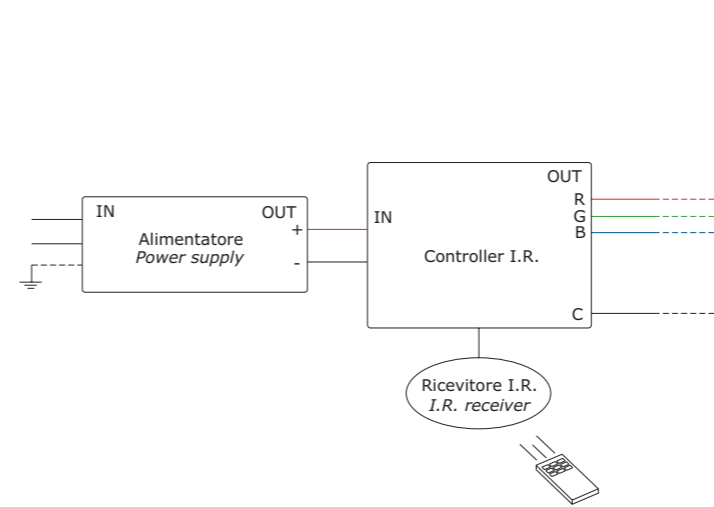 IN
OUT
+
Alimentatore
Power supply
-
OUT
R
G
B
IN
Controller I.R.
C
Ricevitore I.R.
I.R. receiver